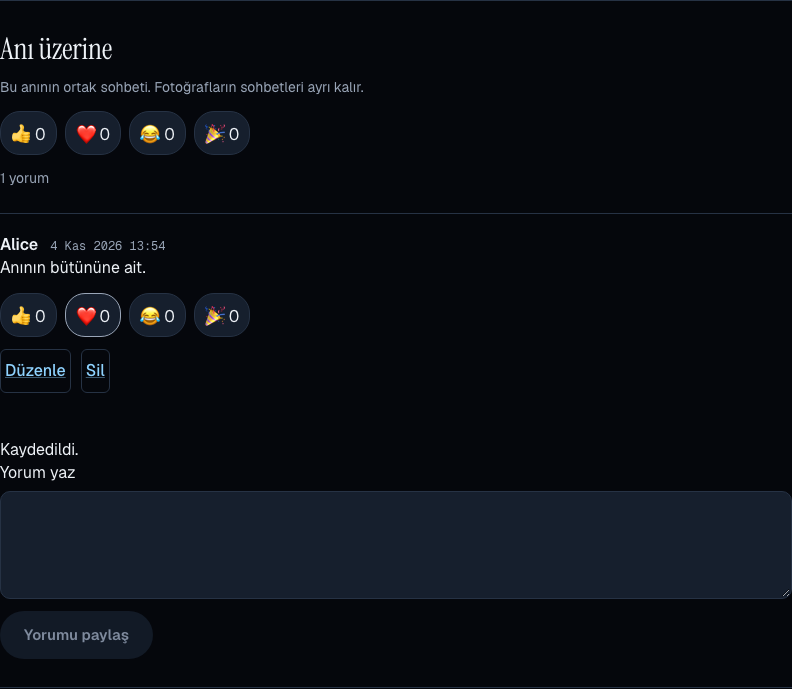 Anı üzerine
Bu anının ortak sohbeti. Fotoğrafların sohbetleri ayrı kalır.
👍 0 ❤️ 0 😂 0 🎉 0
1 yorum
Alice 4 Kas 2026 13:54
Anının bütününe ait.
👍 0 ❤️ 0 😂 0 🎉 0
Düzenle Sil
Kaydedildi.
Yorum yaz
Yorumu paylaş